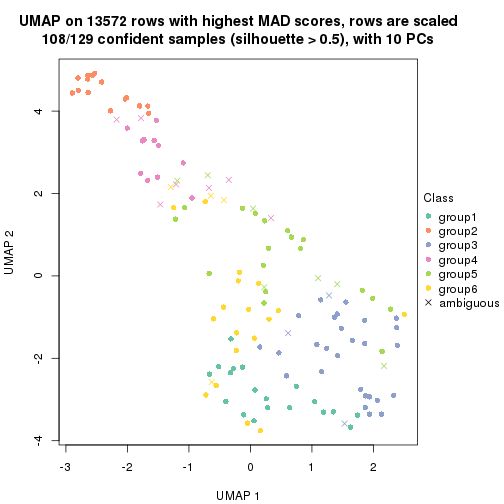 UMAP on 13572 rows with highest MAD scores, rows are scaled
108/129 confident samples (silhouette > 0.5), with 10 PCs
Class
group1
group2
group3
group4
group5
group6
ambiguous
UMAP 2
4
2
0
-2
-4
-3
-2
-1
0
1
2
UMAP 1